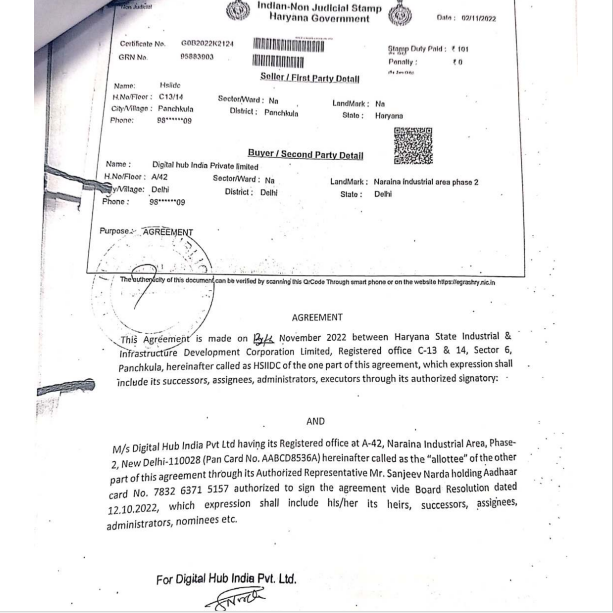 Non Judicial
Indian-Non Judicial Stamp
Haryana Government
Date : 02/11/2022
Certificate No. G0B2022K2124
Stamp Duty Paid : ₹ 101
GRN No. 95883903
Penalty : ₹ 0
Seller / First Party Detail
Name: Hsiidc
H.No/Floor : C13/14 Sector/Ward : Na LandMark : Na
City/Village : Panchkula District : Panchkula State : Haryana
Phone: 98******09
Buyer / Second Party Detail
Name : Digital hub India Private limited
H.No/Floor : A/42 Sector/Ward : Na LandMark : Naraina Industrial area phase 2
City/Village: Delhi District : Delhi State : Delhi
Phone : 98******09
Purpose :- AGREEMENT
The authenticity of this document can be verified by scanning this QrCode Through smart phone or on the website https://egrashry.nic.in
AGREEMENT
This Agreement is made on November 2022 between Haryana State Industrial &
Infrastructure Development Corporation Limited, Registered office C-13 & 14, Sector 6,
Panchkula, hereinafter called as HSIIDC of the one part of this agreement, which expression shall
include its successors, assignees, administrators, executors through its authorized signatory:
AND
M/s Digital Hub India Pvt Ltd having its Registered office at A-42, Naraina Industrial Area, Phase-
2, New Delhi-110028 (Pan Card No. AABCD8536A) hereinafter called as the “allottee” of the other
part of this agreement through its Authorized Representative Mr. Sanjeev Narda holding Aadhaar
card No. 7832 6371 5157 authorized to sign the agreement vide Board Resolution dated
12.10.2022, which expression shall include his/her its heirs, successors, assignees,
administrators, nominees etc.
For Digital Hub India Pvt. Ltd.